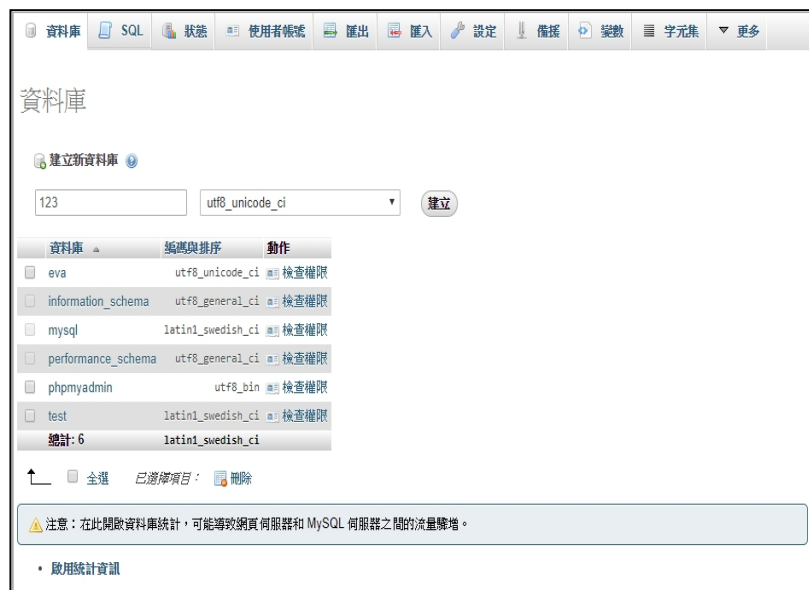 資料庫 SQL 狀態 使用者帳號 匯出 匯入 設定 備援 變數 字元集 更多
資料庫
建立新資料庫
123 utf8_unicode_ci 建立
資料庫 編碼與排序 動作
eva utf8_unicode_ci 檢查權限
information_schema utf8_general_ci 檢查權限
mysql latin1_swedish_ci 檢查權限
performance_schema utf8_general_ci 檢查權限
phpmyadmin utf8_bin 檢查權限
test latin1_swedish_ci 檢查權限
總計: 6 latin1_swedish_ci
全選 已選擇項目： 刪除
注意：在此開啟資料庫統計，可能導致網頁伺服器和 MySQL 伺服器之間的流量驟增。
• 啟用統計資訊